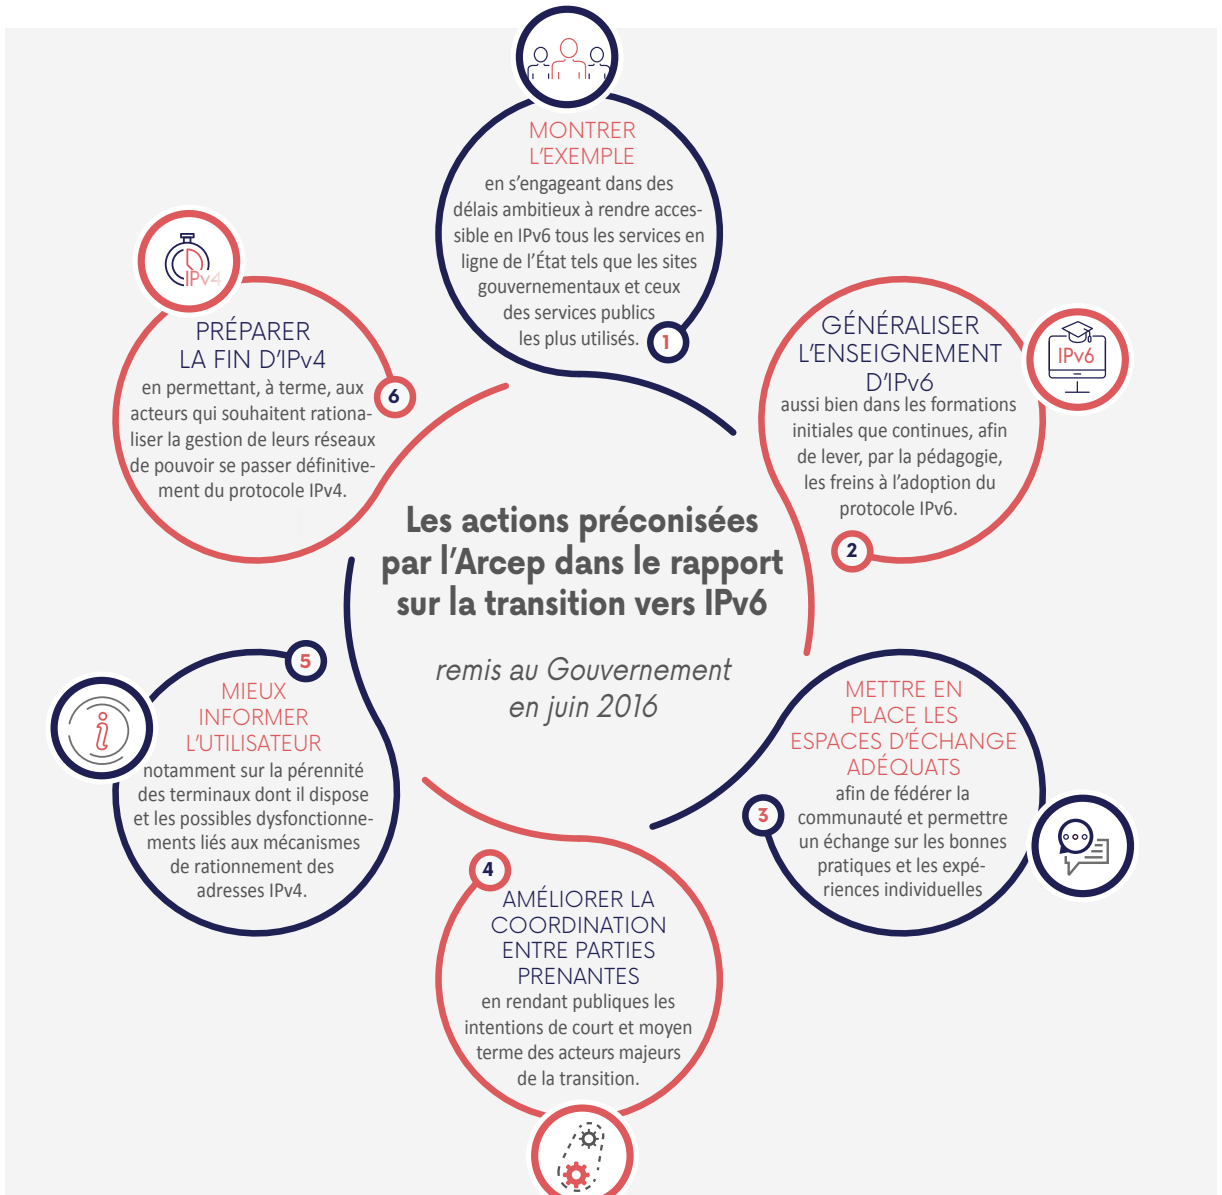 Les actions préconisées
par l'Arcep dans le rapport
sur la transition vers IPv6
remis au Gouvernement
en juin 2016
MONTRER
L'EXEMPLE
en s'engageant dans des
délais ambitieux à rendre acces-
sible en IPv6 tous les services en
ligne de l'État tels que les sites
gouvernementaux et ceux
des services publics
les plus utilisés.
1
GÉNÉRALISER
L'ENSEIGNEMENT
D'IPv6
aussi bien dans les formations
initiales que continues, afin
de lever, par la pédagogie,
les freins à l'adoption du
protocole IPv6.
2
IPv6
METTRE EN
PLACE LES
ESPACES D'ÉCHANGE
ADÉQUATS
afin de fédérer la
communauté et permettre
un échange sur les bonnes
pratiques et les expé-
riences individuelles
3
4
AMÉLIORER LA
COORDINATION
ENTRE PARTIES
PRENANTES
en rendant publiques les
intentions de court et moyen
terme des acteurs majeurs
de la transition.
5
MIEUX
INFORMER
L'UTILISATEUR
notamment sur la pérennité
des terminaux dont il dispose
et les possibles dysfonctionne-
ments liés aux mécanismes
de rationnement des
adresses IPv4.
i
IPv4
PRÉPARER
LA FIN D'IPv4
en permettant, à terme, aux
acteurs qui souhaitent rationa-
liser la gestion de leurs réseaux
de pouvoir se passer définitive-
ment du protocole IPv4.
6